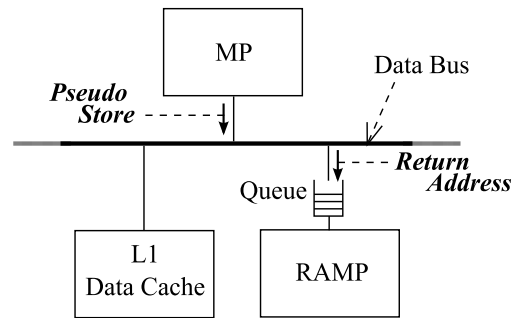 MP
Data Bus
Pseudo
Store
Return
Address
Queue
L1
Data Cache
RAMP